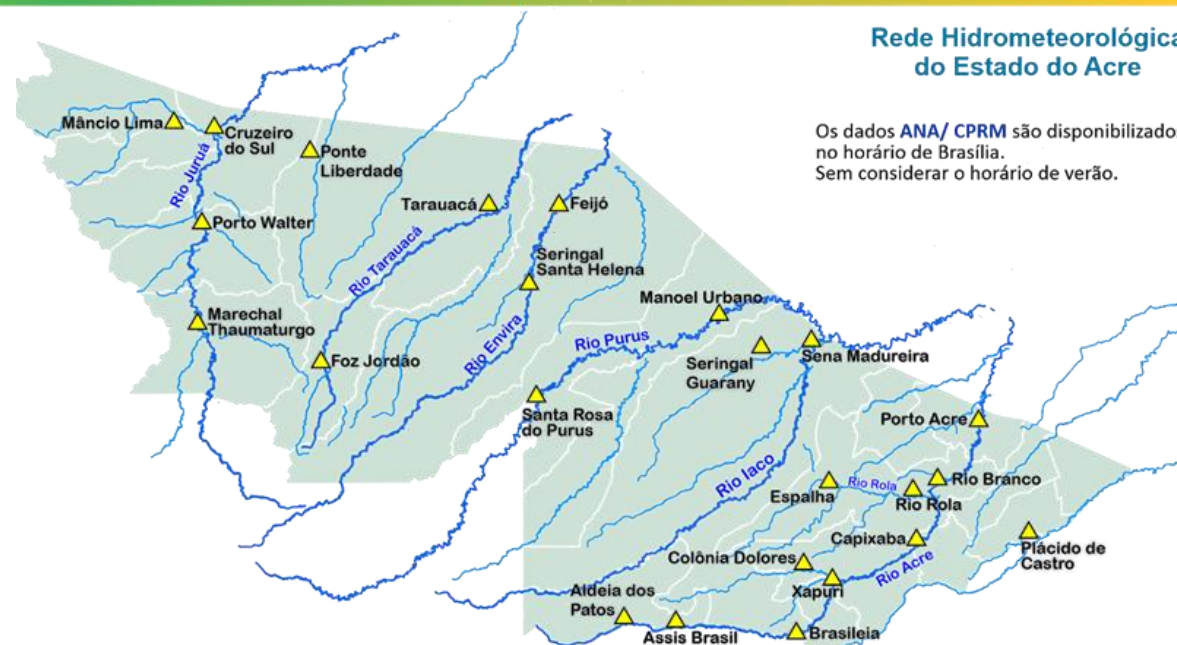 Rede Hidrometeorológica
do Estado do Acre
Os dados ANA/ CPRM são disponibilizados
no horário de Brasília.
Sem considerar o horário de verão.
Mâncio Lima
Cruzeiro
do Sul
Ponte
Liberdade
Rio Juruá
Porto Walter
Tarauacá
Feijó
Rio Tarauacá
Seringal
Santa Helena
Marechal
Thaumaturgo
Foz Jordão
Rio Envira
Manoel Urbano
Rio Purus
Seringal
Guarany
Sena Madureira
Santa Rosa
do Purus
Porto Acre
Rio Iaco
Espalha
Rio Rola
Rio Rola
Rio Branco
Capixaba
Plácido de
Castro
Colônia Dolores
Rio Acre
Xapuri
Aldeia dos
Patos
Assis Brasil
Brasileia